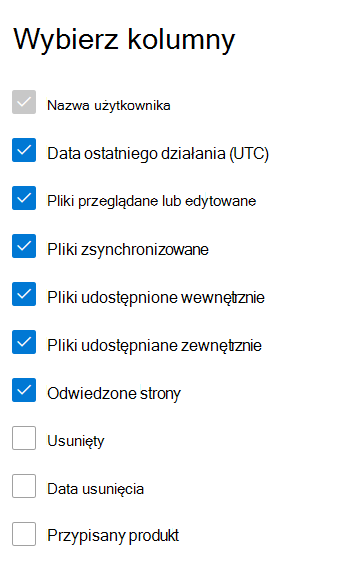 Wybierz kolumny
Nazwa użytkownika
Data ostatniego działania (UTC)
Pliki przeglądane lub edytowane
Pliki zsynchronizowane
Pliki udostępnione wewnętrznie
Pliki udostępniane zewnętrznie
Odwiedzone strony
Usunięty
Data usunięcia
Przypisany produkt